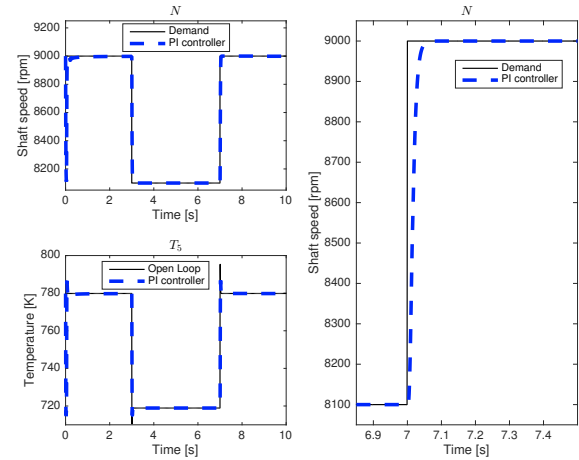 N
9000
8800
8600
8400
8200
Shaft speed [rpm]
Demand
PI controller
0 2 4 6 8 10
Time [s]
T5
800
780
760
740
720
Temperature [K]
Open Loop
PI controller
0 2 4 6 8 10
Time [s]
N
9000
8900
8800
8700
8600
8500
8400
8300
8200
8100
Shaft speed [rpm]
Demand
PI controller
6.9 7 7.1 7.2 7.3 7.4
Time [s]